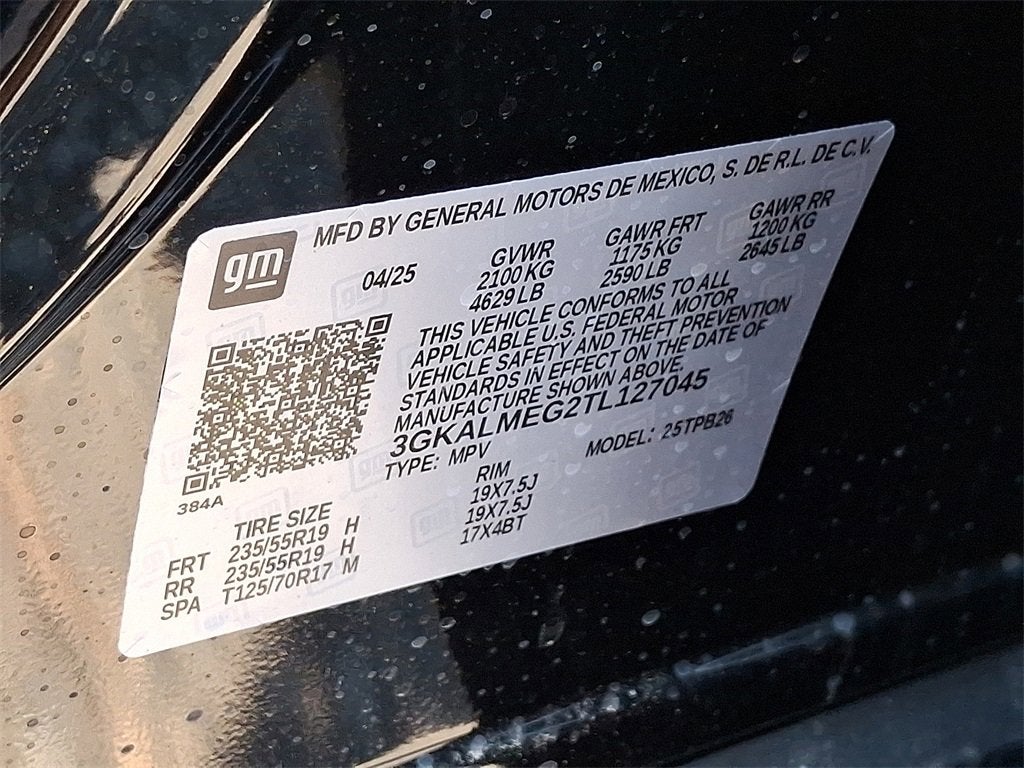 gm
MFD BY GENERAL MOTORS DE MEXICO, S. DE R.L. DE C.V.
04/25
GVWR GAWR FRT GAWR RR
2100 KG 1175 KG 1200 KG
4629 LB 2590 LB 2645 LB
THIS VEHICLE CONFORMS TO ALL
APPLICABLE U.S. FEDERAL MOTOR
VEHICLE SAFETY AND THEFT PREVENTION
STANDARDS IN EFFECT ON THE DATE OF
MANUFACTURE SHOWN ABOVE.
3GKALMEG2TL127045
TYPE: MPV MODEL: 25TPB26
384A
TIRE SIZE RIM
FRT 235/55R19 H 19X7.5J
RR 235/55R19 H 19X7.5J
SPA T125/70R17 M 17X4BT